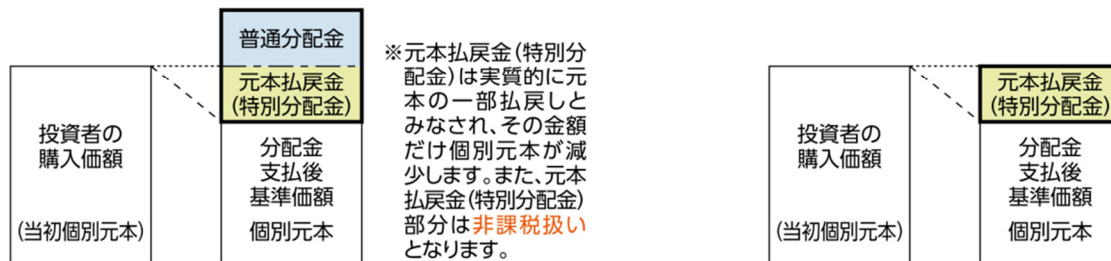 普通分配金
元本払戻金
(特別分配金)
投資者の
購入価額
(当初個別元本)
分配金
支払後
基準価額
個別元本
※元本払戻金(特別分
配金)は実質的に元
本の一部払戻しと
みなされ、その金額
だけ個別元本が減
少します。また、元本
払戻金(特別分配金)
部分は非課税扱い
となります。
元本払戻金
(特別分配金)
投資者の
購入価額
(当初個別元本)
分配金
支払後
基準価額
個別元本